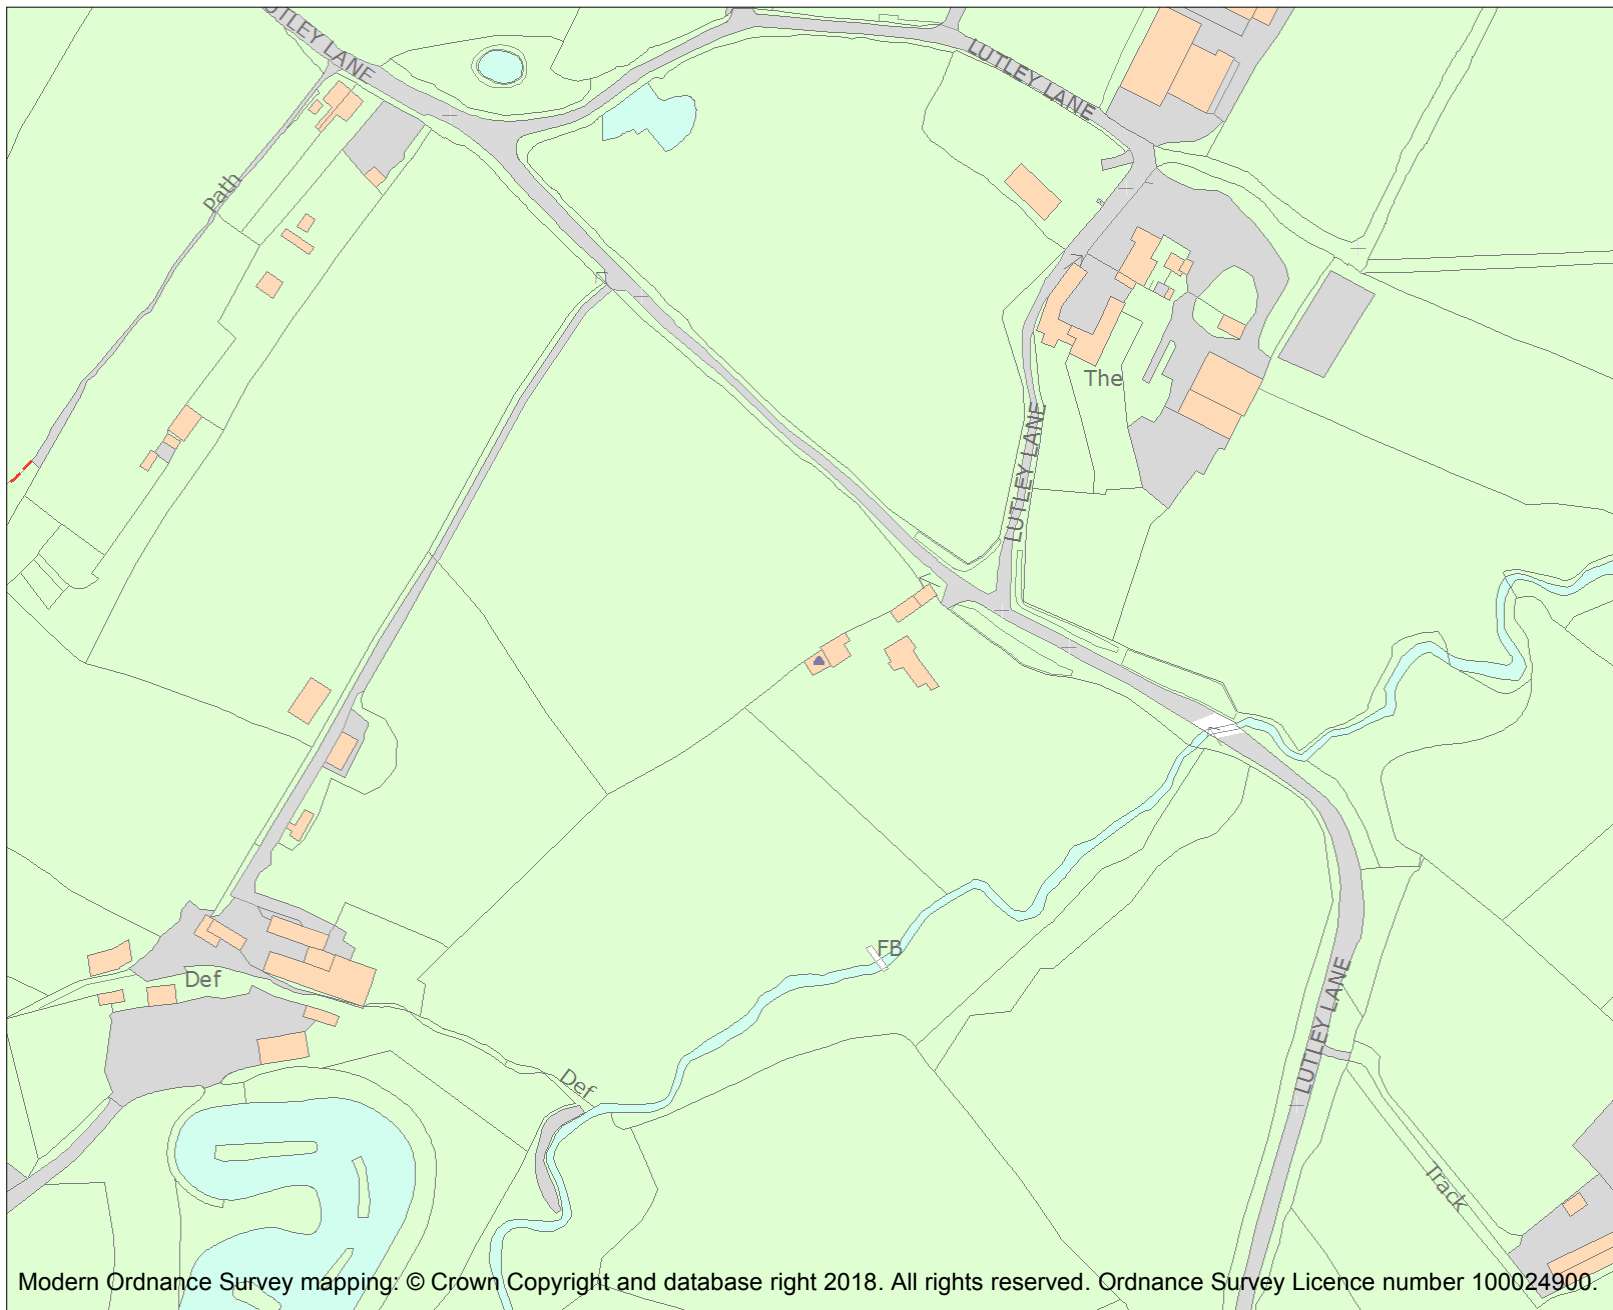 LUTLEY LANE
LUTLEY LANE
Path
The
LUTLEY LANE
FB
Def
LUTLEY LANE
Def
Track
Modern Ordnance Survey mapping: © Crown Copyright and database right 2018. All rights reserved. Ordnance Survey Licence number 100024900.